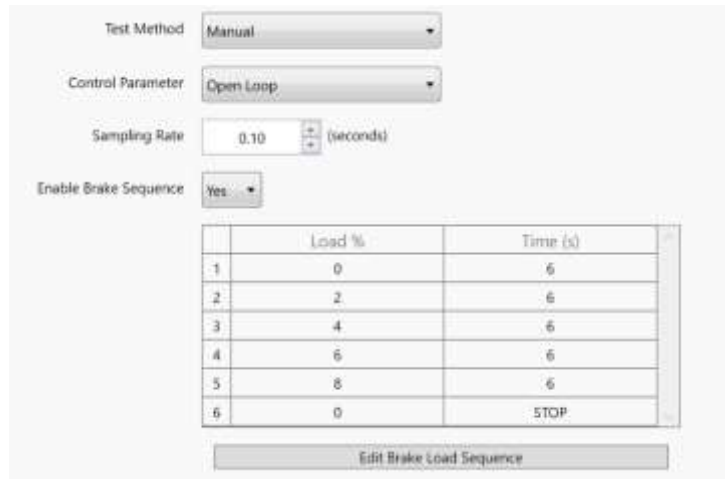 Test Method Manual
Control Parameter Open Loop
Sampling Rate 0.10 (seconds)
Enable Brake Sequence Yes
Load % Time (s)
1 0 6
2 2 6
3 4 6
4 6 6
5 8 6
6 0 STOP
Edit Brake Load Sequence